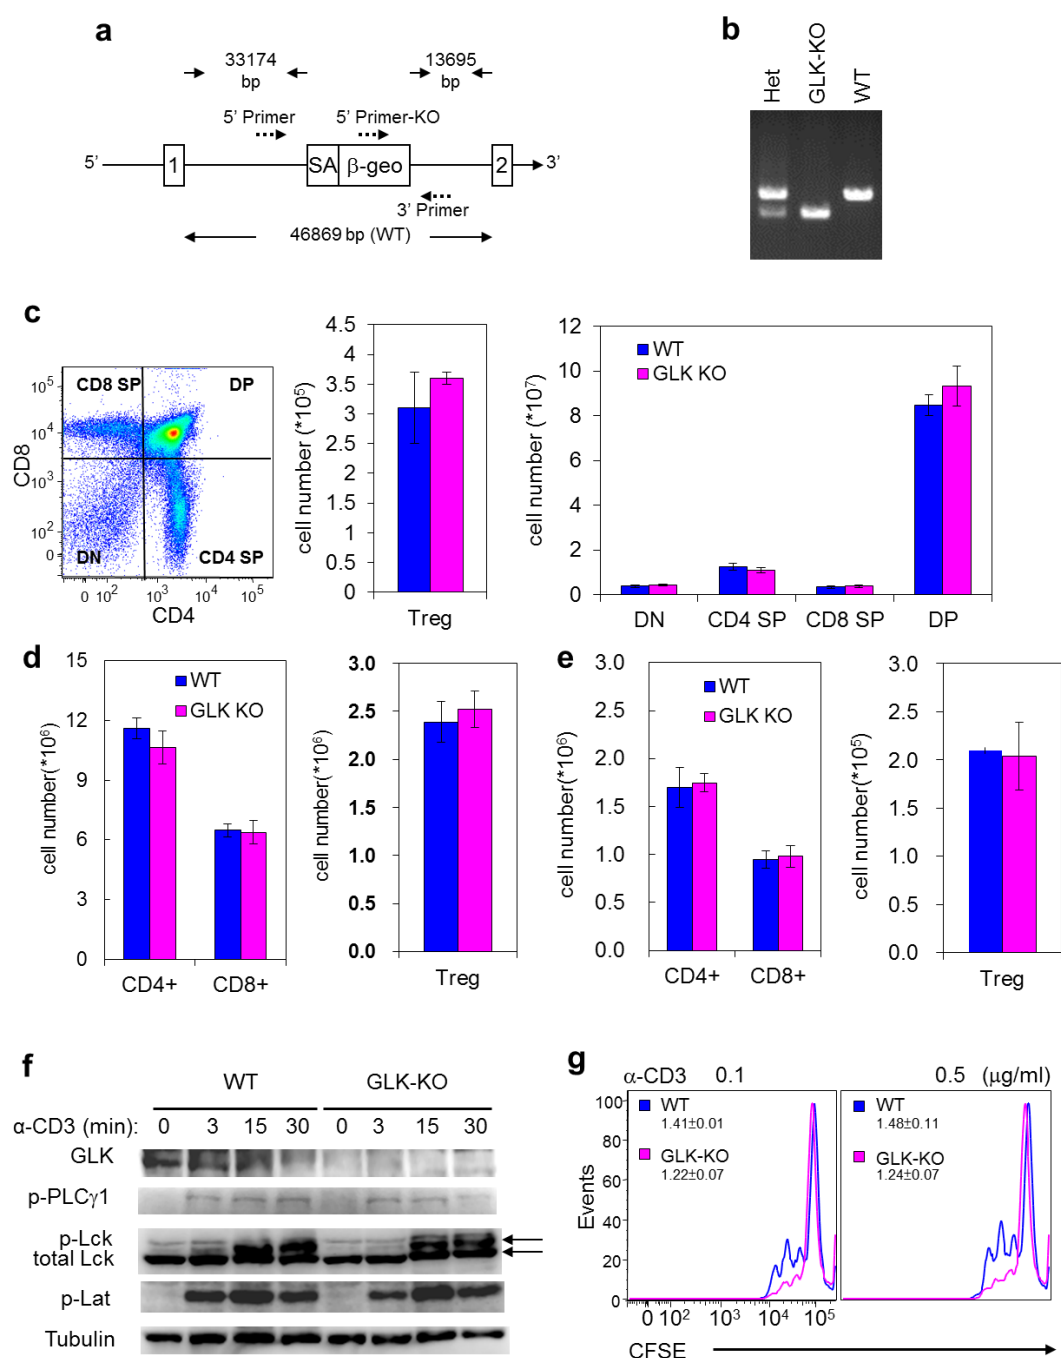 a
33174
bp
13695
bp
5' Primer
5' Primer-KO
5'
1
SA
β-geo
2
3'
3' Primer
46869 bp (WT)
b
Het
GLK-KO
WT
c
CD8 SP
DP
DN
CD4 SP
10⁵
10⁴
10³
10²
0
CD8
0 10² 10³ 10⁴ 10⁵
CD4
cell number (*10⁵)
4.5
4
3.5
3
2.5
2
1.5
1
0.5
0
Treg
cell number (*10⁷)
12
10
8
6
4
2
0
WT
GLK KO
DN CD4 SP CD8 SP DP
d
cell number(*10⁶)
15
12
9
6
3
0
WT
GLK KO
CD4+ CD8+
cell number(*10⁶)
3.0
2.5
2.0
1.5
1.0
0.5
0.0
Treg
e
cell number(*10⁶)
3.0
2.5
2.0
1.5
1.0
0.5
0.0
WT
GLK KO
CD4+ CD8+
cell number(*10⁵)
3.0
2.5
2.0
1.5
1.0
0.5
0.0
Treg
f
WT GLK-KO
α-CD3 (min): 0 3 15 30 0 3 15 30
GLK
p-PLCγ1
p-Lck
total Lck
p-Lat
Tubulin
g
α-CD3 0.1 0.5 (μg/ml)
Events
100
80
60
40
20
0
WT
1.41±0.01
GLK-KO
1.22±0.07
WT
1.48±0.11
GLK-KO
1.24±0.07
0 10² 10³ 10⁴ 10⁵
CFSE